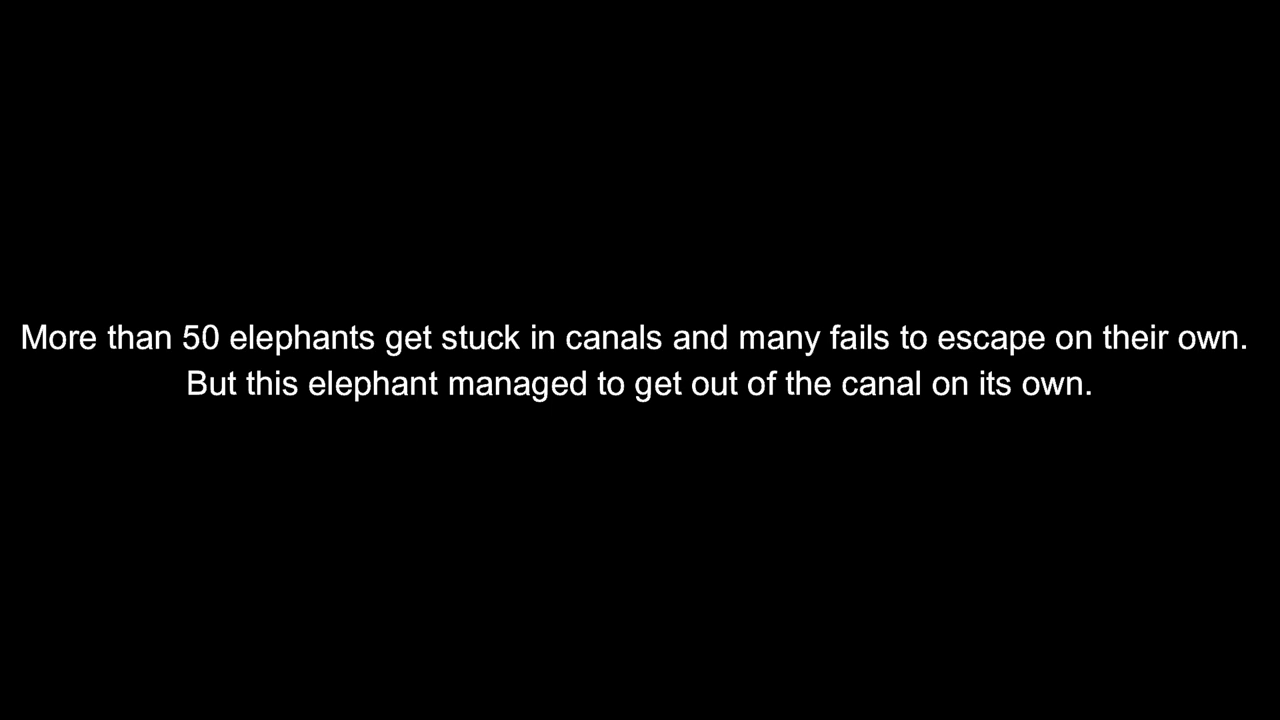 More than 50 elephants get stuck in canals and many fails to escape on their own.
But this elephant managed to get out of the canal on its own.